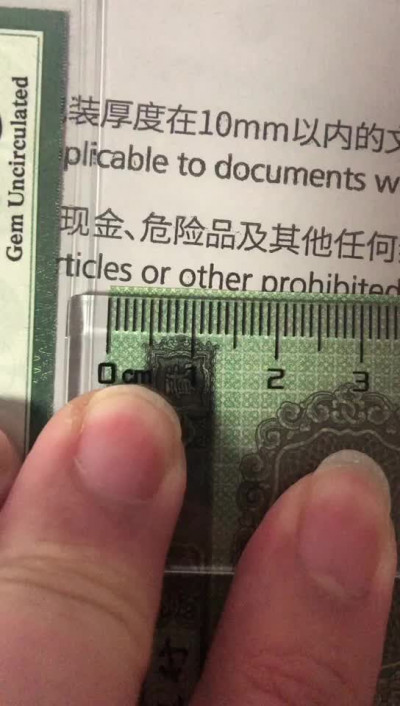 Gem Uncirculated
装厚度在10mm以内的文
plicable to documents w
现金、危险品及其他任何
rticles or other prohibited
0 cm 1 2 3